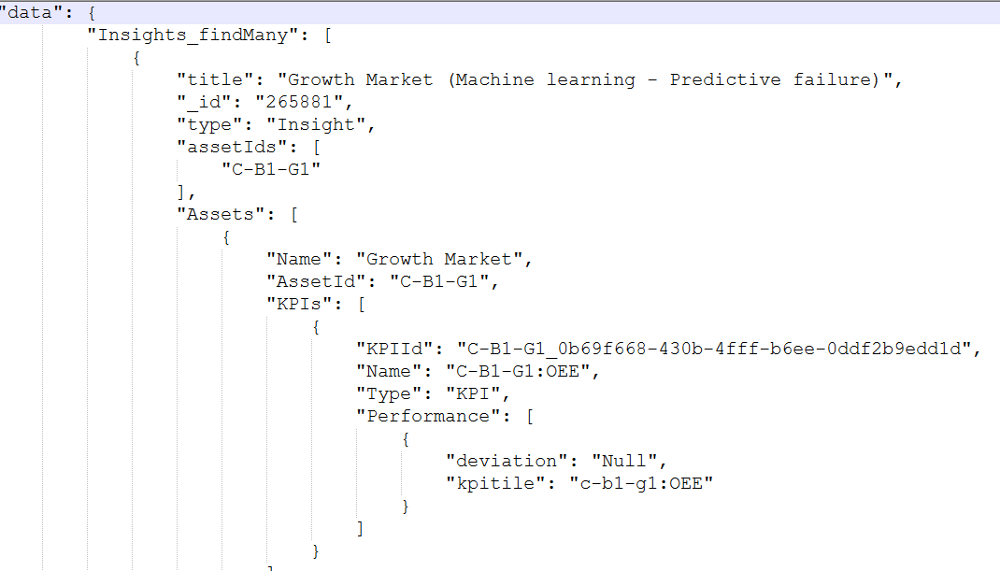 "data": {
"Insights_findMany": [
{
"title": "Growth Market (Machine learning - Predictive failure)",
"_id": "265881",
"type": "Insight",
"assetIds": [
"C-B1-G1"
],
"Assets": [
{
"Name": "Growth Market",
"AssetId": "C-B1-G1",
"KPIs": [
{
"KPIId": "C-B1-G1_0b69f668-430b-4fff-b6ee-0ddf2b9edd1d",
"Name": "C-B1-G1:OEE",
"Type": "KPI",
"Performance": [
{
"deviation": "Null",
"kpitile": "c-b1-g1:OEE"
}
]
}